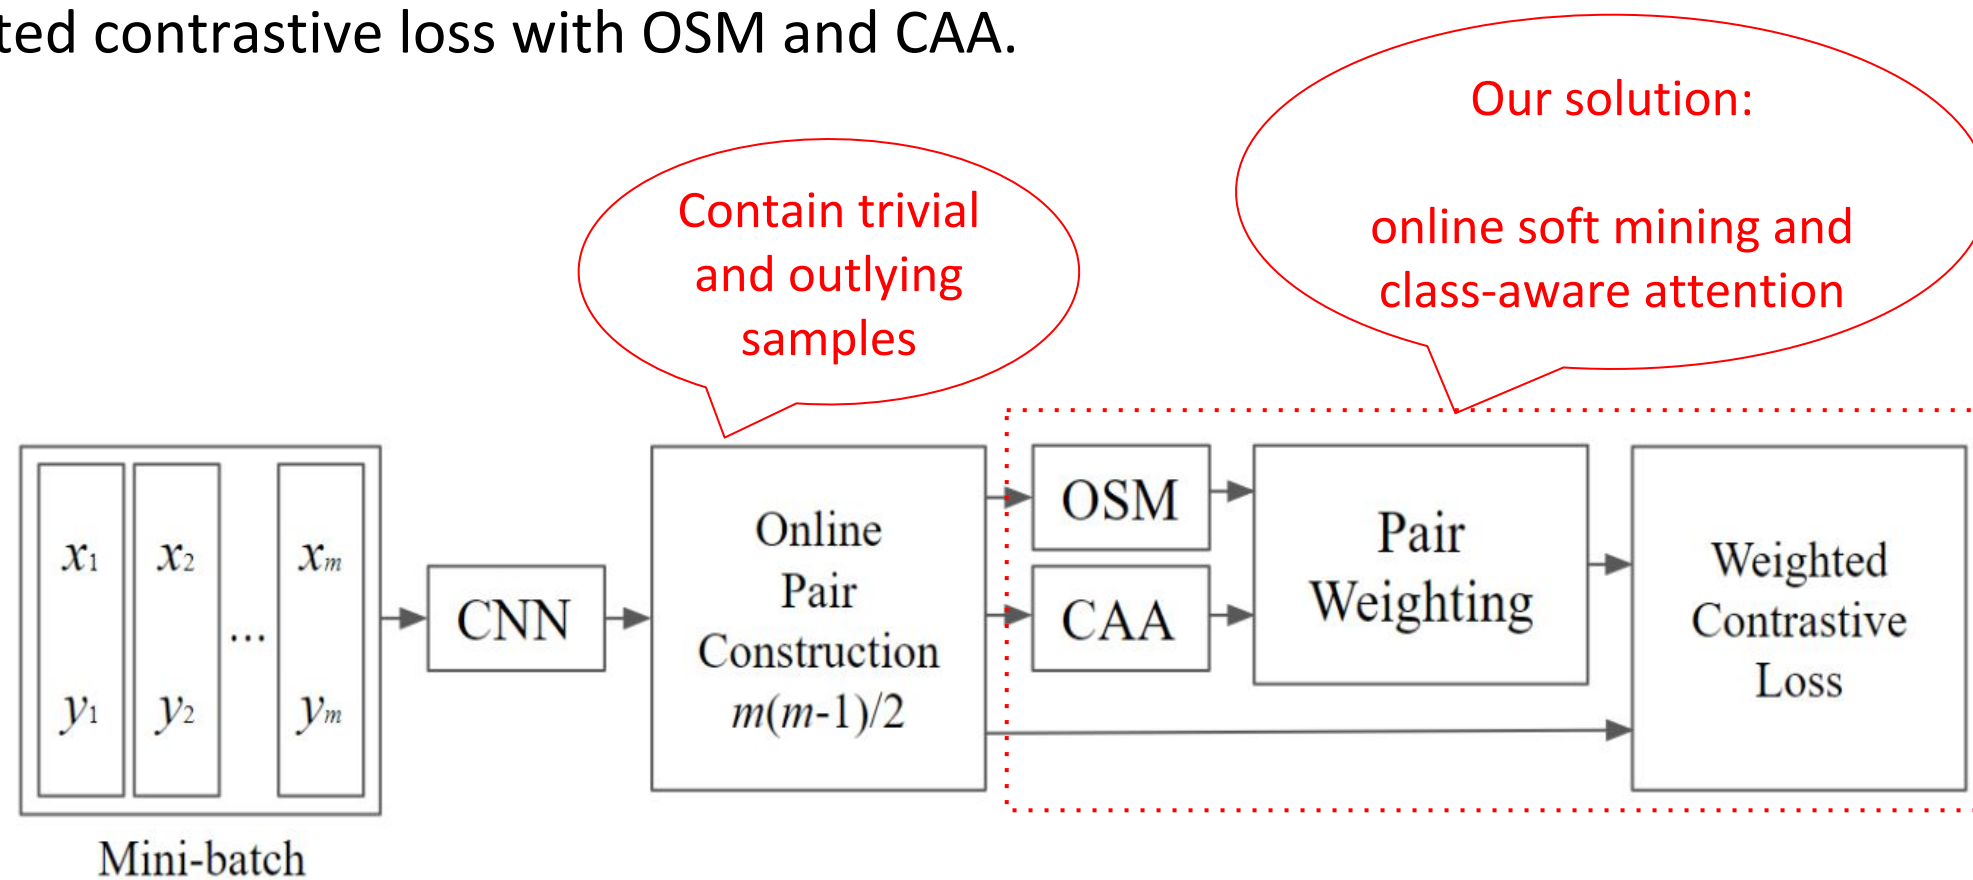 ted contrastive loss with OSM and CAA.
Our solution:
online soft mining and
class-aware attention
Contain trivial
and outlying
samples
x1 x2 ... xm
y1 y2 ym
Mini-batch
CNN
Online
Pair
Construction
m(m-1)/2
OSM
CAA
Pair
Weighting
Weighted
Contrastive
Loss